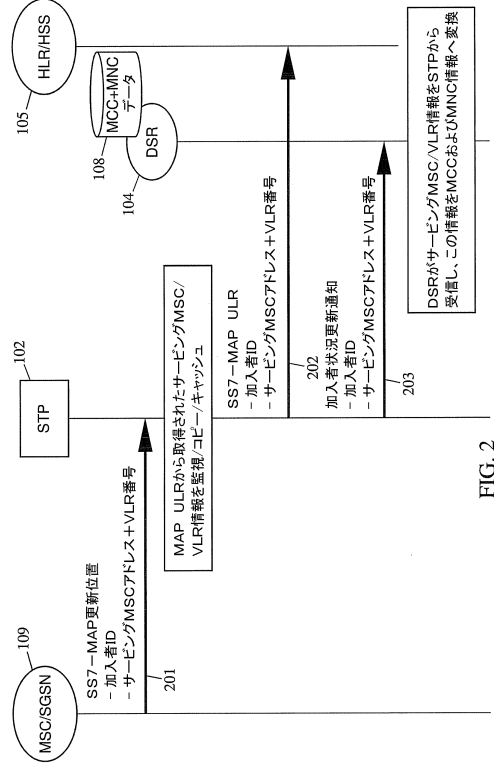 109
MSC/SGSN
102
STP
108
MCC+MNC
データ
104
DSR
105
HLR/HSS
SS7-MAP更新位置
- 加入者ID
- サービングMSCアドレス+VLR番号
201
MAP ULRから取得されたサービングMSC/
VLR情報を監視/コピー/キャッシュ
SS7-MAP ULR
- 加入者ID
- サービングMSCアドレス+VLR番号
202
加入者状況更新通知
- 加入者ID
- サービングMSCアドレス+VLR番号
203
DSRがサービングMSC/VLR情報をSTPから
受信し、この情報をMCCおよびMNC情報へ変換
FIG. 2